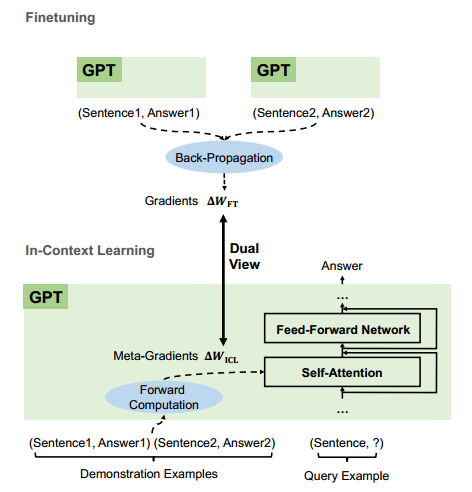 Finetuning
GPT
GPT
(Sentence1, Answer1)
(Sentence2, Answer2)
Back-Propagation
Gradients ΔW_FT
In-Context Learning
Dual
View
Answer
GPT
...
Feed-Forward Network
Meta-Gradients ΔW_ICL
Self-Attention
Forward
Computation
...
(Sentence1, Answer1) (Sentence2, Answer2)
(Sentence, ?)
Demonstration Examples
Query Example